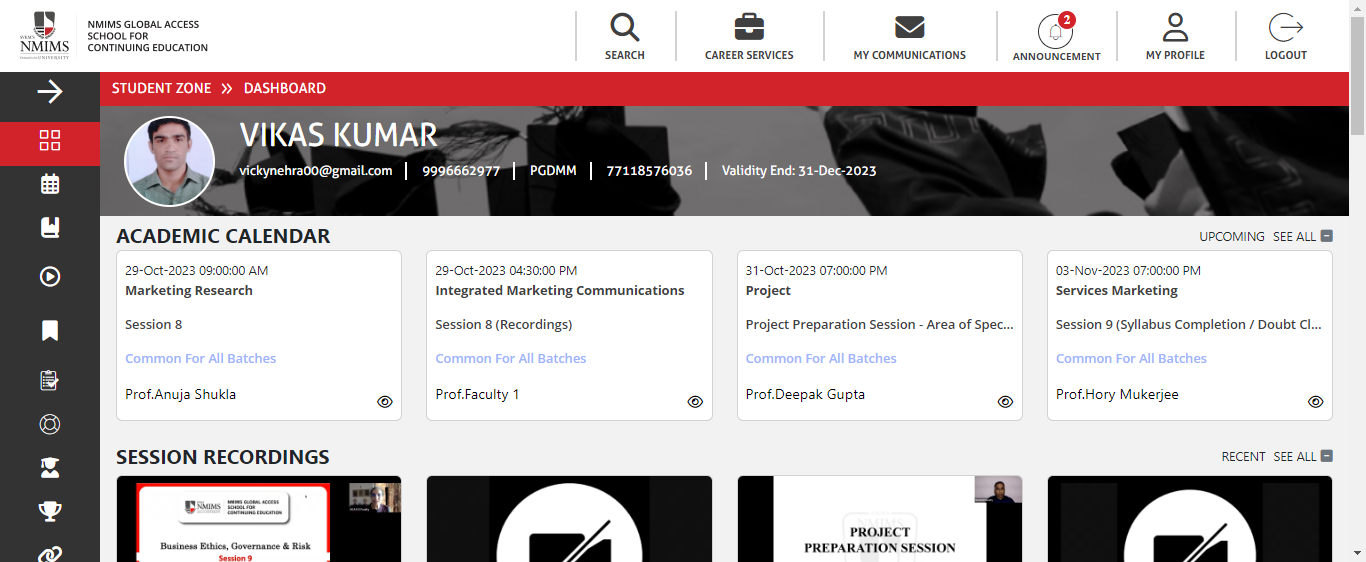 SVKM'S
NMIMS
NMIMS GLOBAL ACCESS
SCHOOL FOR
CONTINUING EDUCATION
SEARCH
CAREER SERVICES
MY COMMUNICATIONS
2
ANNOUNCEMENT
MY PROFILE
LOGOUT
STUDENT ZONE » DASHBOARD
VIKAS KUMAR
vickynehra00@gmail.com | 9996662977 | PGDMM | 77118576036 | Validity End: 31-Dec-2023
ACADEMIC CALENDAR
UPCOMING SEE ALL
29-Oct-2023 09:00:00 AM
Marketing Research
Session 8
Common For All Batches
Prof.Anuja Shukla
29-Oct-2023 04:30:00 PM
Integrated Marketing Communications
Session 8 (Recordings)
Common For All Batches
Prof.Faculty 1
31-Oct-2023 07:00:00 PM
Project
Project Preparation Session - Area of Spec...
Common For All Batches
Prof.Deepak Gupta
03-Nov-2023 07:00:00 PM
Services Marketing
Session 9 (Syllabus Completion / Doubt Cl...
Common For All Batches
Prof.Hory Mukerjee
SESSION RECORDINGS
RECENT SEE ALL
NMIMS
NMIMS GLOBAL ACCESS
SCHOOL FOR
CONTINUING EDUCATION
Business Ethics, Governance & Risk
Session 9
NMIMS
PROJECT
PREPARATION SESSION